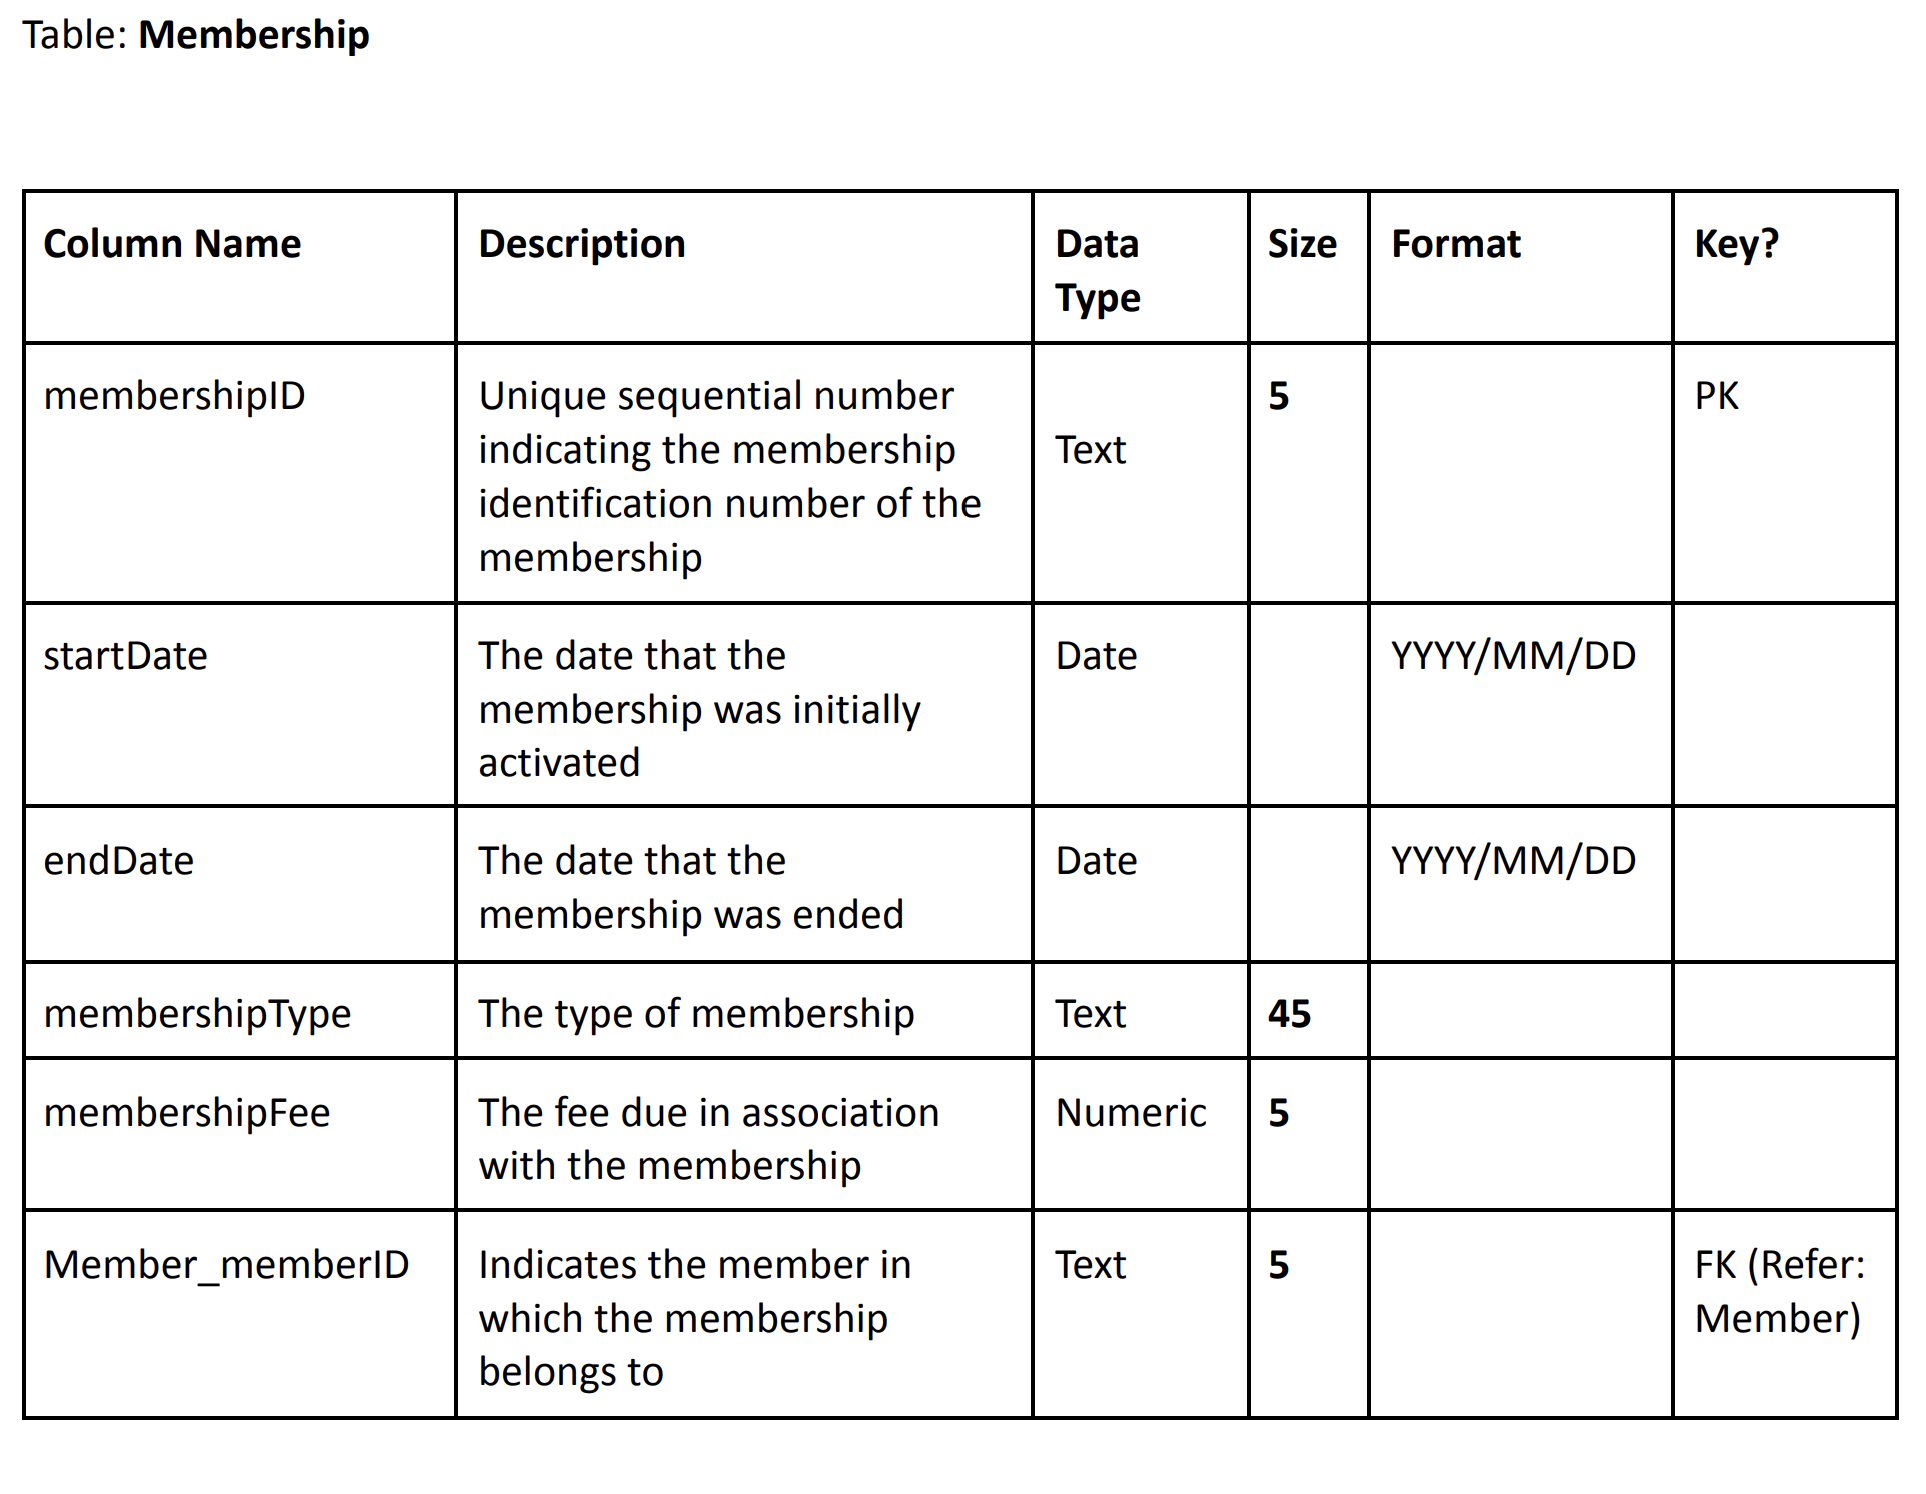 Table: Membership
Column Name
Description
Data
Type
Size
Format
Key?
membershipID
Unique sequential number
indicating the membership
identification number of the
membership
Text
5
PK
startDate
The date that the
membership was initially
activated
Date
YYYY/MM/DD
endDate
The date that the
membership was ended
Date
YYYY/MM/DD
membershipType
The type of membership
Text
45
membershipFee
The fee due in association
with the membership
Numeric
5
Member_memberID
Indicates the member in
which the membership
belongs to
Text
5
FK (Refer:
Member)